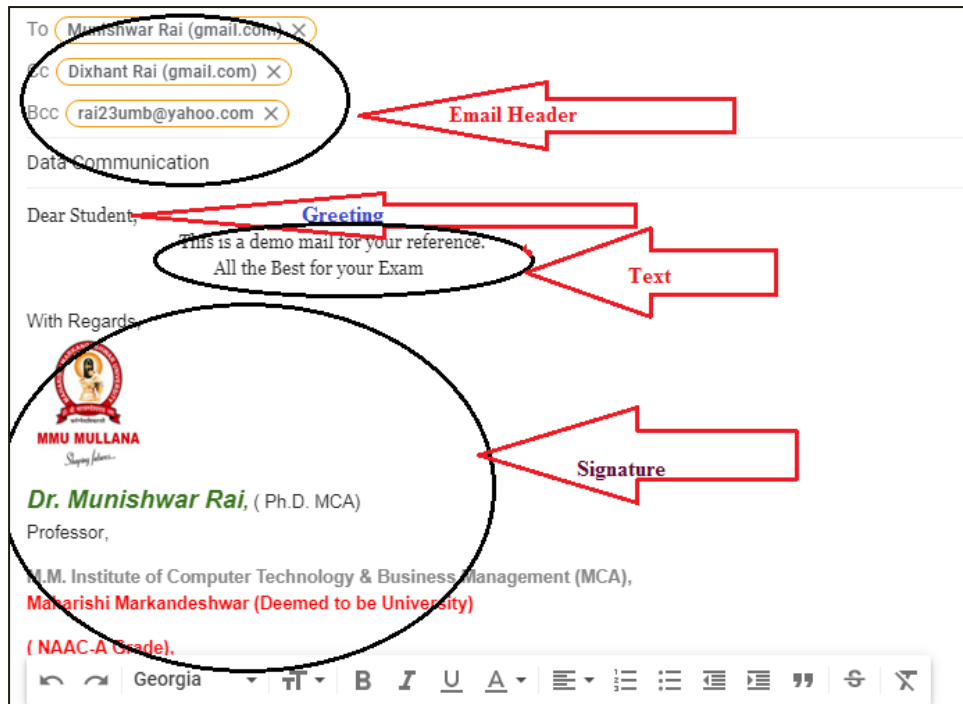 To Munishwar Rai (gmail.com) ×
Cc Dixhant Rai (gmail.com) ×
Bcc rai23umb@yahoo.com ×
Email Header
Data Communication
Dear Student,
Greeting
This is a demo mail for your reference.
All the Best for your Exam
Text
With Regards,
MMU MULLANA
Shaping futures...
Signature
Dr. Munishwar Rai, ( Ph.D. MCA)
Professor,
M.M. Institute of Computer Technology & Business Management (MCA),
Maharishi Markandeshwar (Deemed to be University)
( NAAC-A Grade),
Georgia